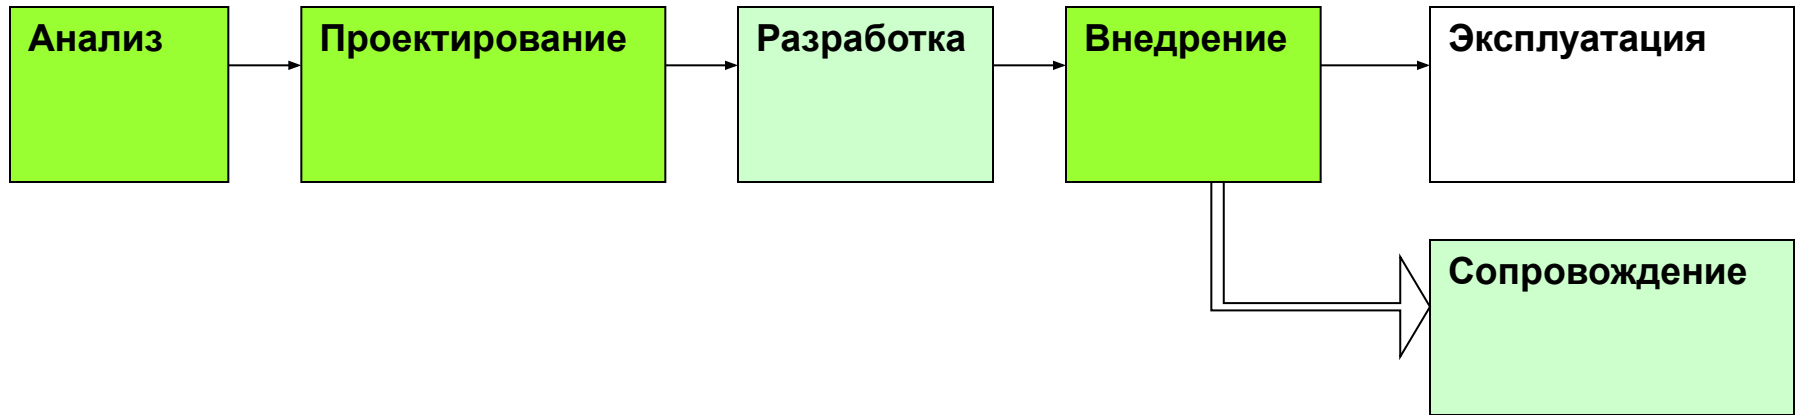 Анализ
Проектирование
Разработка
Внедрение
Эксплуатация
Сопровождение